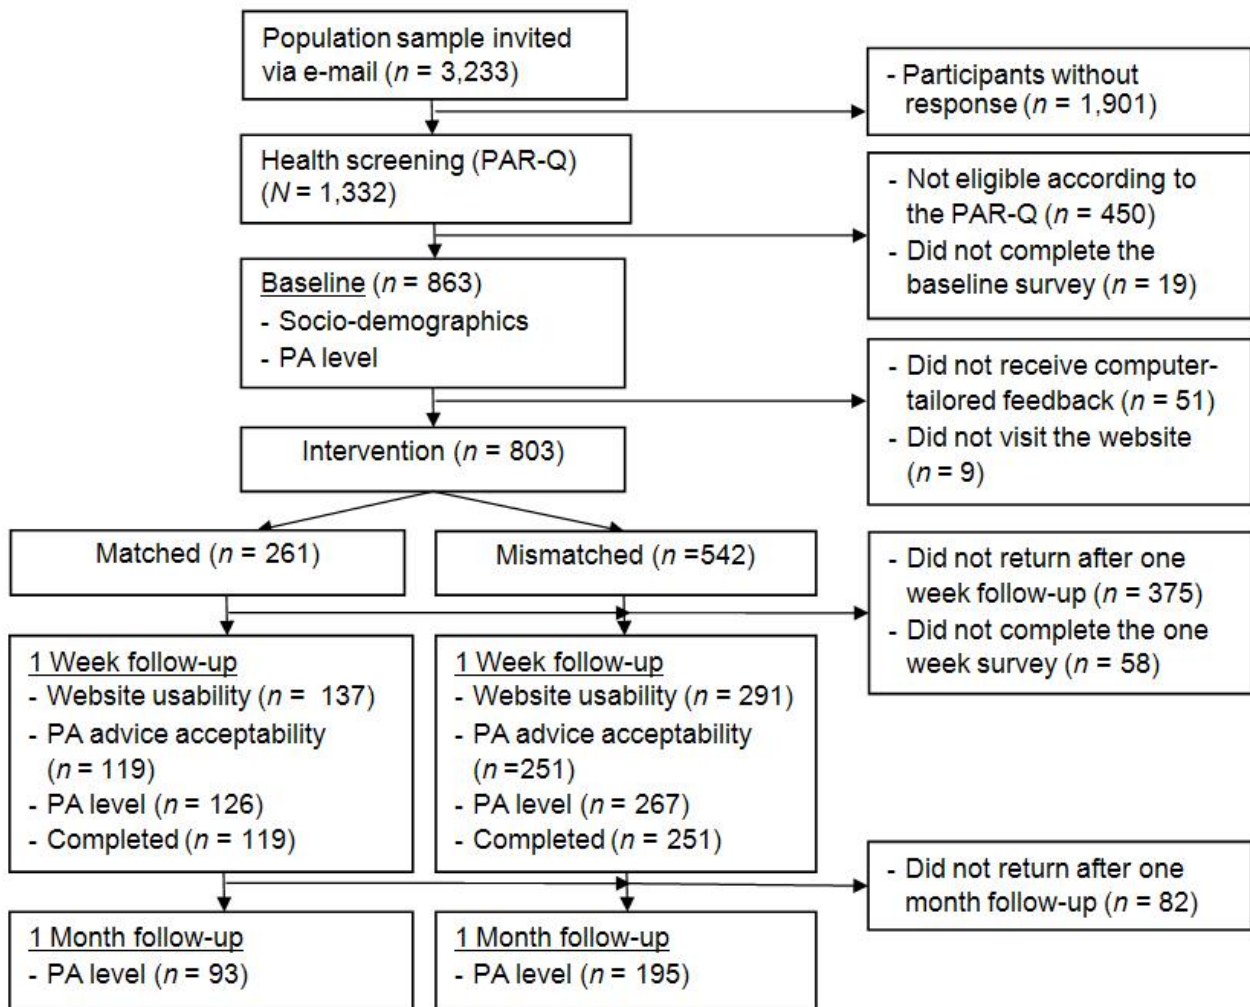 Population sample invited
via e-mail (n = 3,233)
- Participants without
response (n = 1,901)
Health screening (PAR-Q)
(N = 1,332)
- Not eligible according to
the PAR-Q (n = 450)
- Did not complete the
baseline survey (n = 19)
Baseline (n = 863)
- Socio-demographics
- PA level
- Did not receive computer-
tailored feedback (n = 51)
- Did not visit the website
(n = 9)
Intervention (n = 803)
Matched (n = 261)
Mismatched (n =542)
- Did not return after one
week follow-up (n = 375)
- Did not complete the one
week survey (n = 58)
1 Week follow-up
- Website usability (n = 137)
- PA advice acceptability
(n = 119)
- PA level (n = 126)
- Completed (n = 119)
1 Week follow-up
- Website usability (n = 291)
- PA advice acceptability
(n =251)
- PA level (n = 267)
- Completed (n = 251)
- Did not return after one
month follow-up (n = 82)
1 Month follow-up
- PA level (n = 93)
1 Month follow-up
- PA level (n = 195)